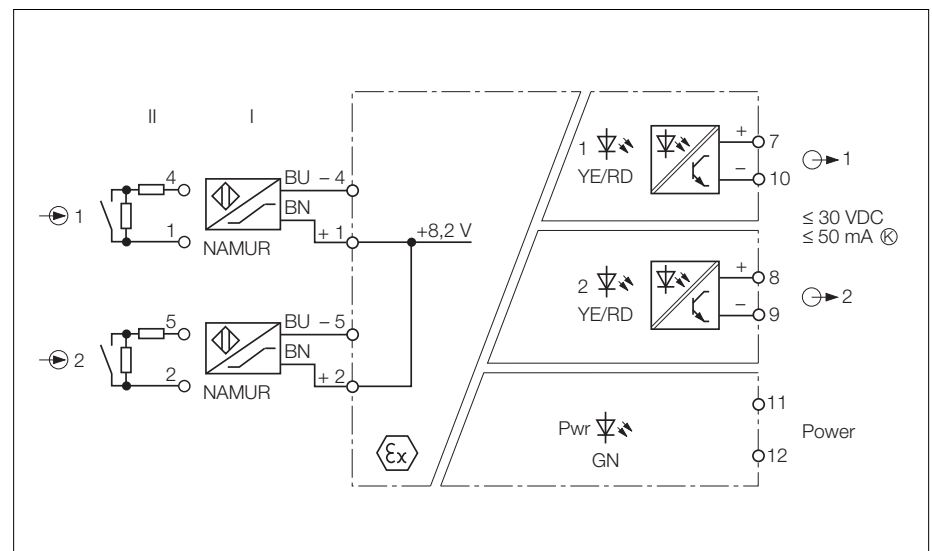 II I
1
YE/RD
+ 7
− 10
1
≤ 30 VDC
≤ 50 mA Ⓚ
4
1
1
BU − 4
BN
+ 1
NAMUR
+8,2 V
2
YE/RD
+ 8
− 9
2
5
2
2
BU − 5
BN
+ 2
NAMUR
Ex
Pwr
GN
11
12
Power